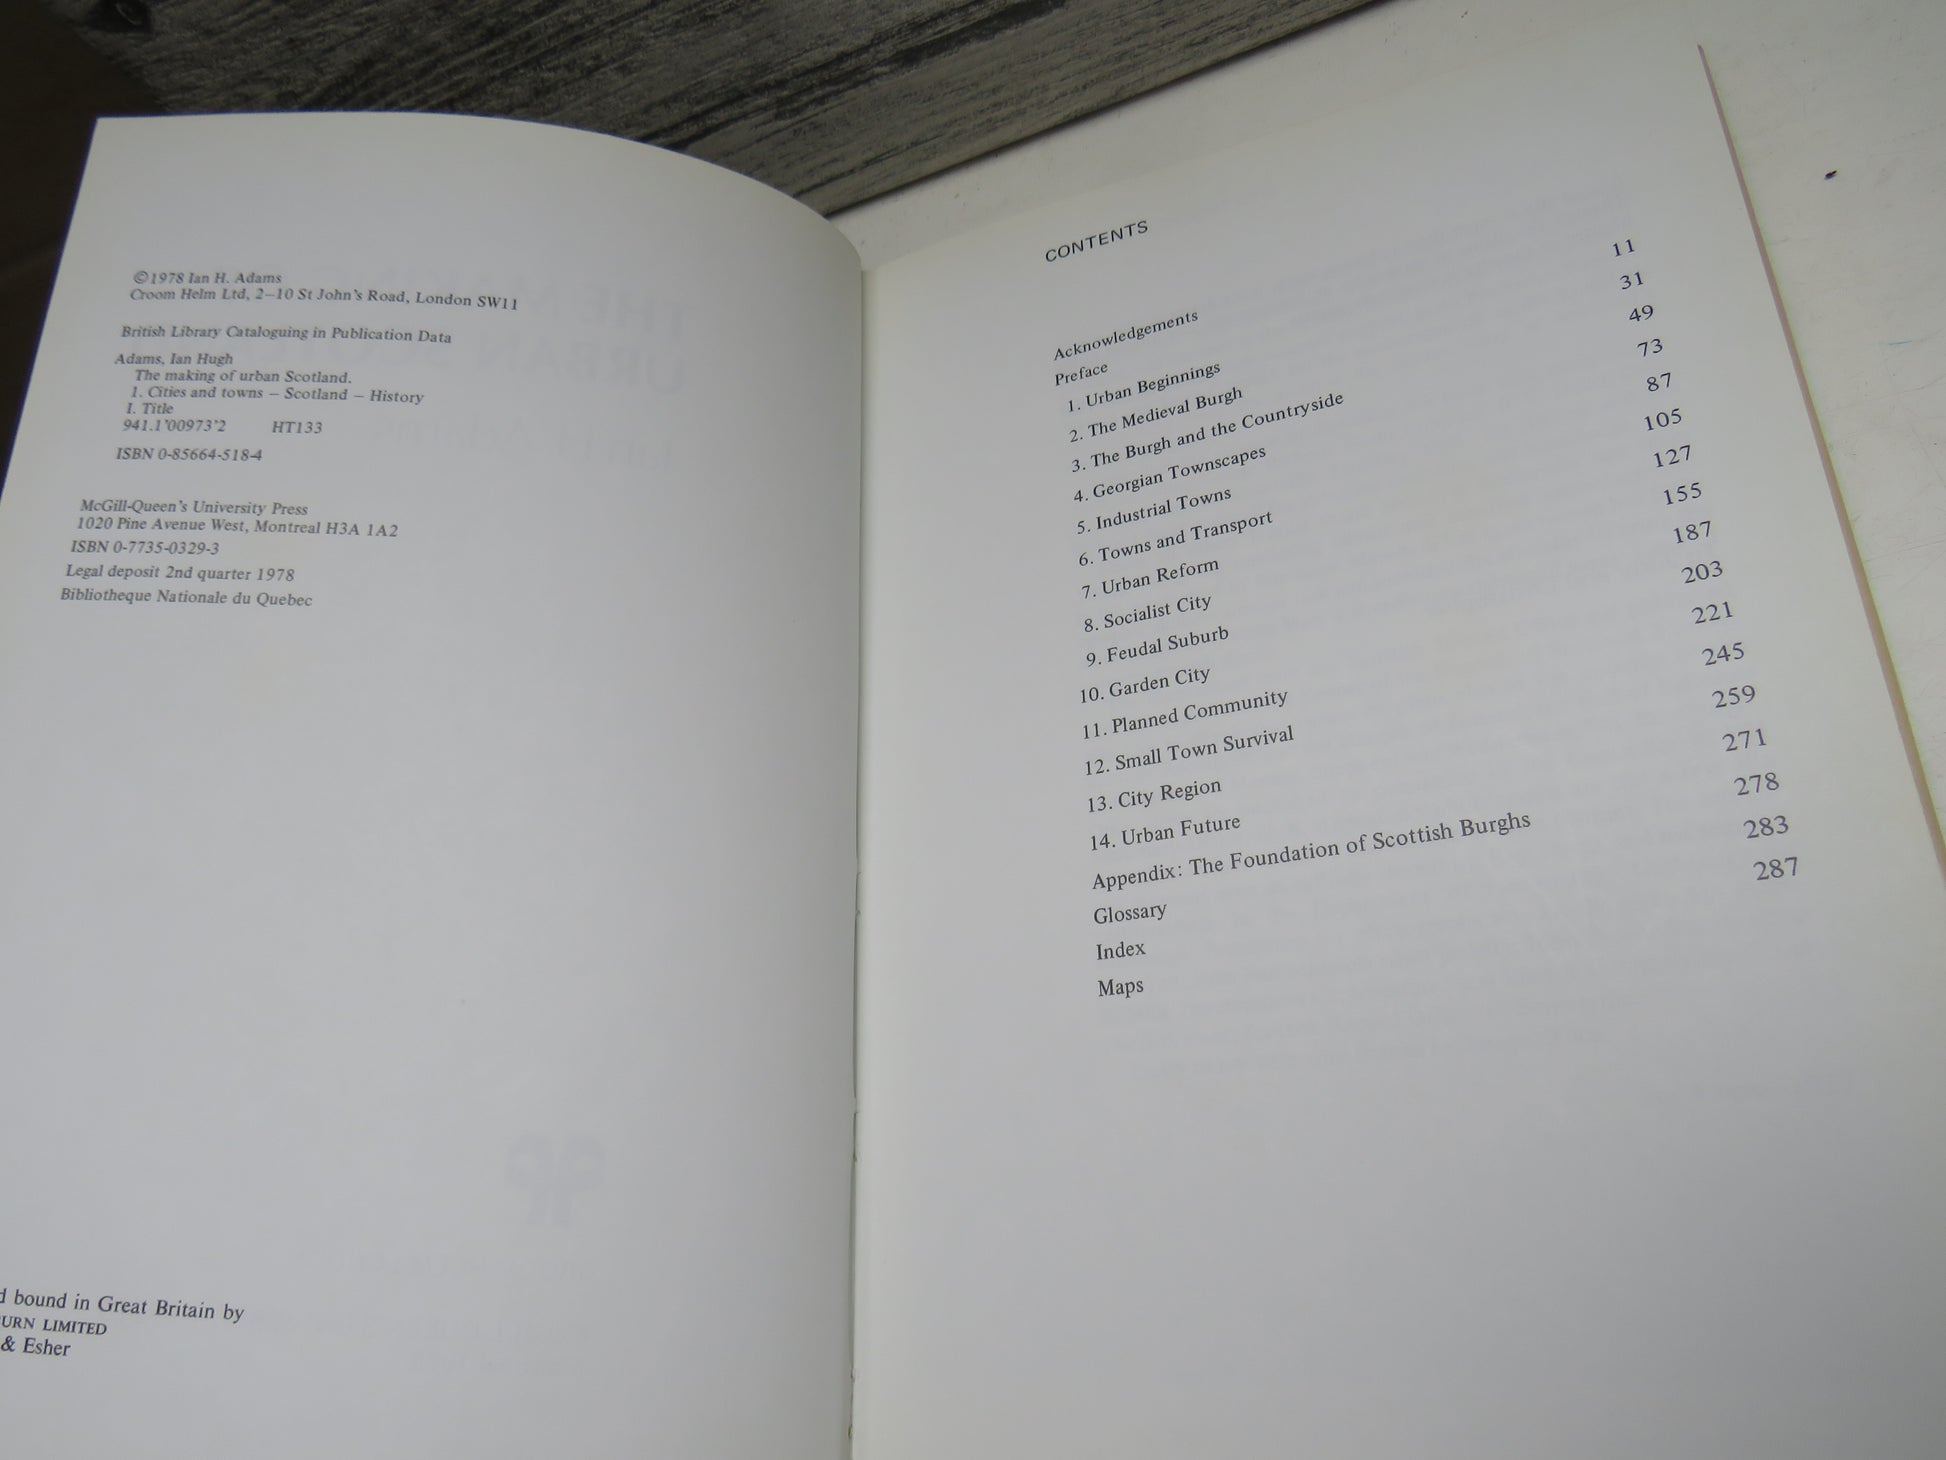 ©1978 Ian H. Adams
Croom Helm Ltd, 2–10 St John's Road, London SW11
British Library Cataloguing in Publication Data
Adams, Ian Hugh
The making of urban Scotland.
1. Cities and towns – Scotland – History
I. Title
941.1'00973'2 HT133
ISBN 0-85664-518-4
McGill-Queen's University Press
1020 Pine Avenue West, Montreal H3A 1A2
ISBN 0-7735-0329-3
Legal deposit 2nd quarter 1978
Bibliotheque Nationale du Quebec
d bound in Great Britain by
URN LIMITED
& Esher
CONTENTS
Acknowledgements
Preface
1. Urban Beginnings 11
2. The Medieval Burgh 31
3. The Burgh and the Countryside 49
4. Georgian Townscapes 73
5. Industrial Towns 87
6. Towns and Transport 105
7. Urban Reform 127
8. Socialist City 155
9. Feudal Suburb 187
10. Garden City 203
11. Planned Community 221
12. Small Town Survival 245
13. City Region 259
14. Urban Future 271
Appendix: The Foundation of Scottish Burghs 278
Glossary 283
Index 287
Maps